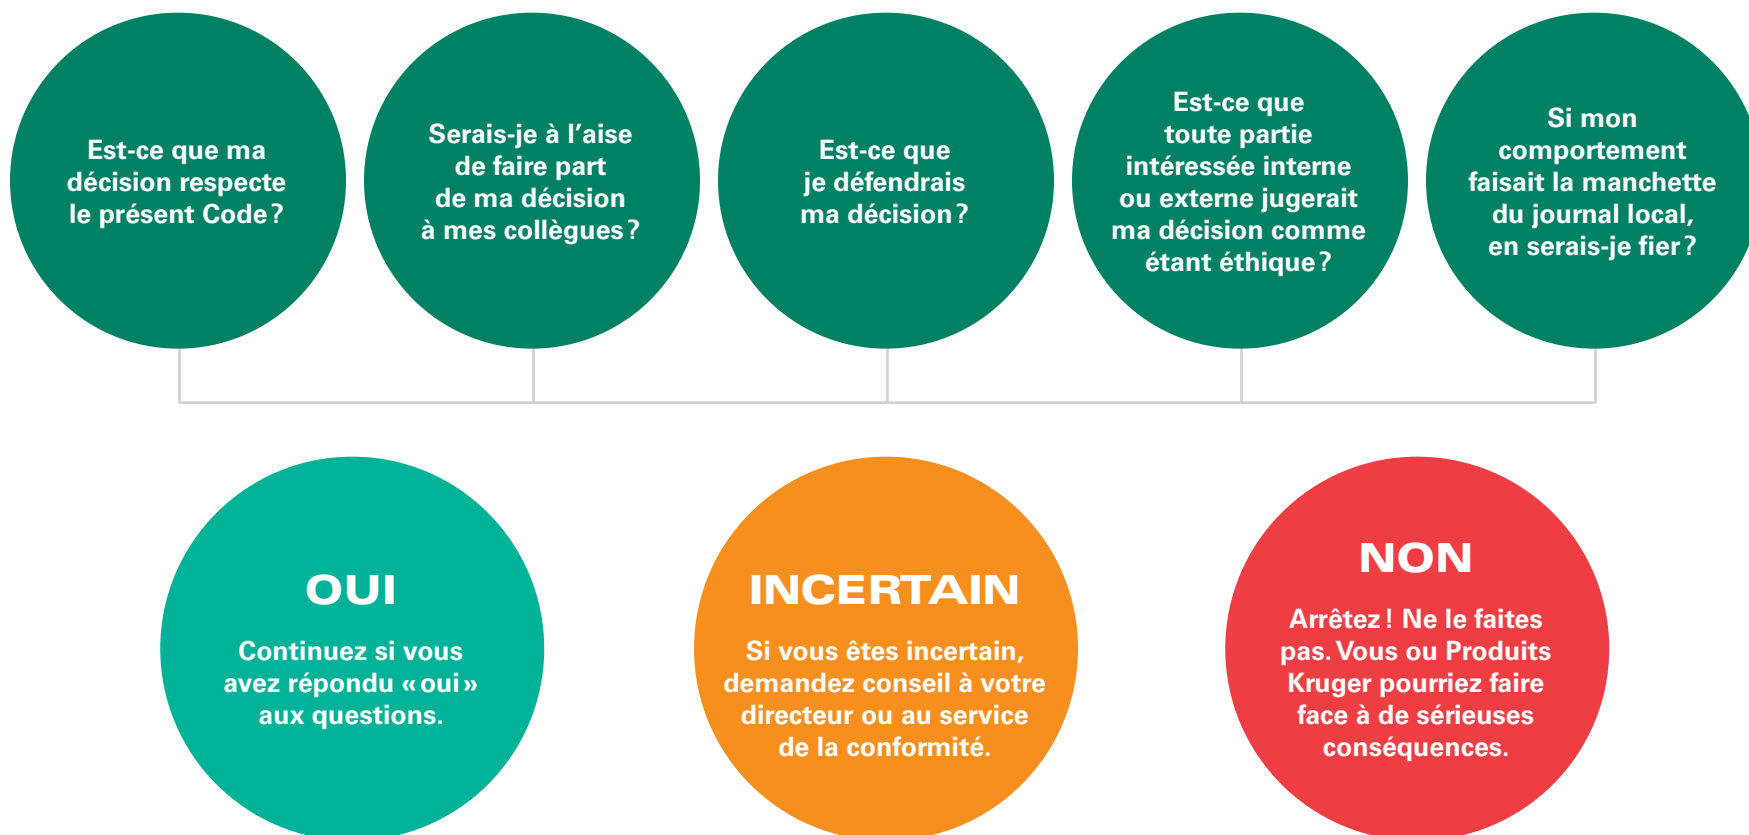 Est-ce que ma
décision respecte
le présent Code ?
Serais-je à l’aise
de faire part
de ma décision
à mes collègues ?
Est-ce que
je défendrais
ma décision ?
Est-ce que
toute partie
intéressée interne
ou externe jugerait
ma décision comme
étant éthique ?
Si mon
comportement
faisait la manchette
du journal local,
en serais-je fier ?
OUI
Continuez si vous
avez répondu « oui »
aux questions.
INCERTAIN
Si vous êtes incertain,
demandez conseil à votre
directeur ou au service
de la conformité.
NON
Arrêtez ! Ne le faites
pas. Vous ou Produits
Kruger pourriez faire
face à de sérieuses
conséquences.